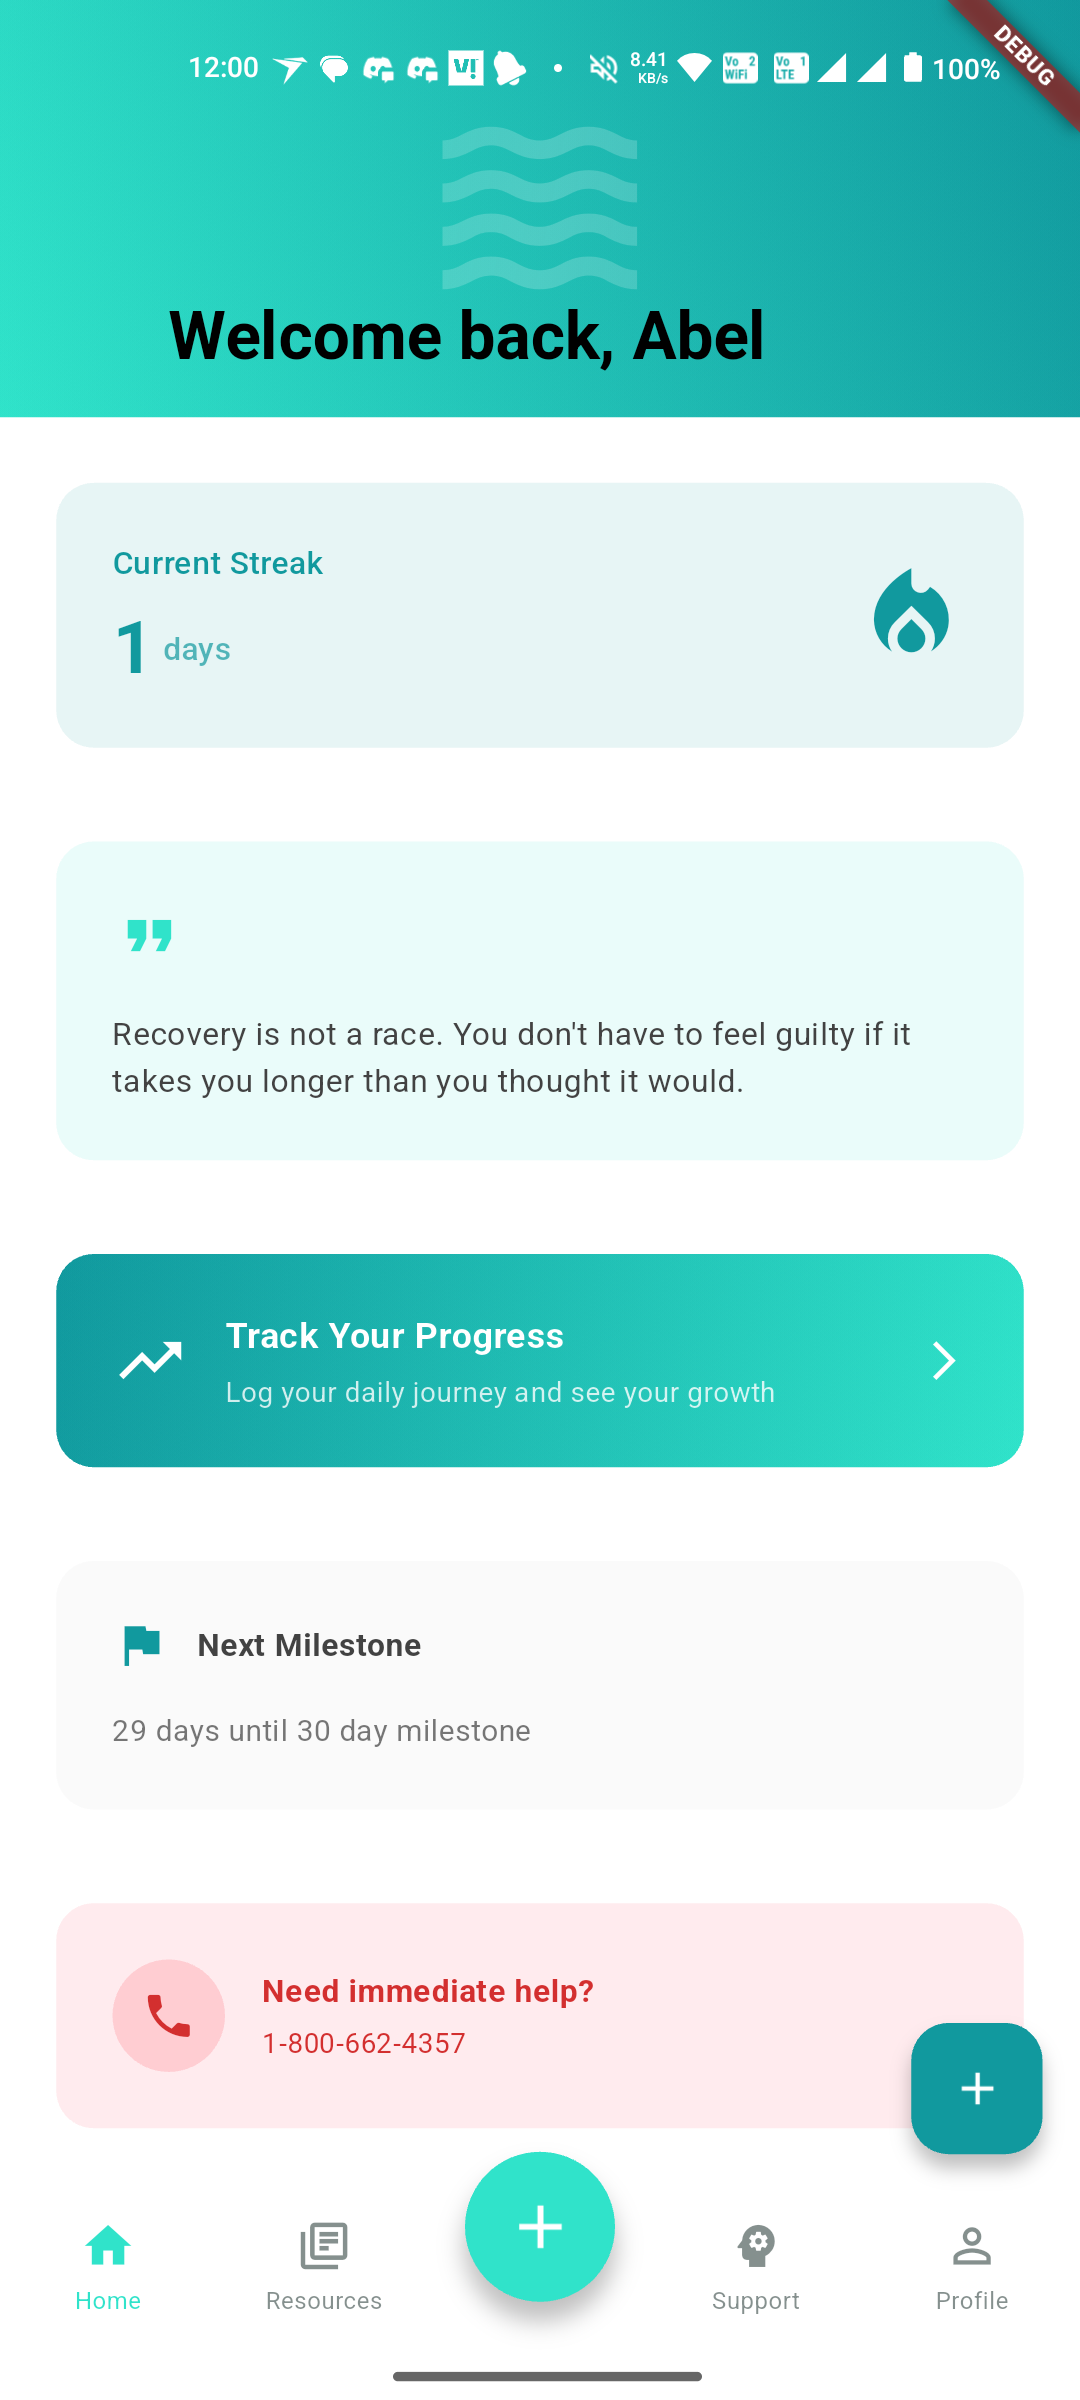 12:00
VI!
8.41
KB/s
Vo 2
WiFi
Vo 1
LTE
100%
DEBUG
Welcome back, Abel
Current Streak
1 days
Recovery is not a race. You don't have to feel guilty if it
takes you longer than you thought it would.
Track Your Progress
Log your daily journey and see your growth
Next Milestone
29 days until 30 day milestone
Need immediate help?
1-800-662-4357
Home
Resources
Support
Profile